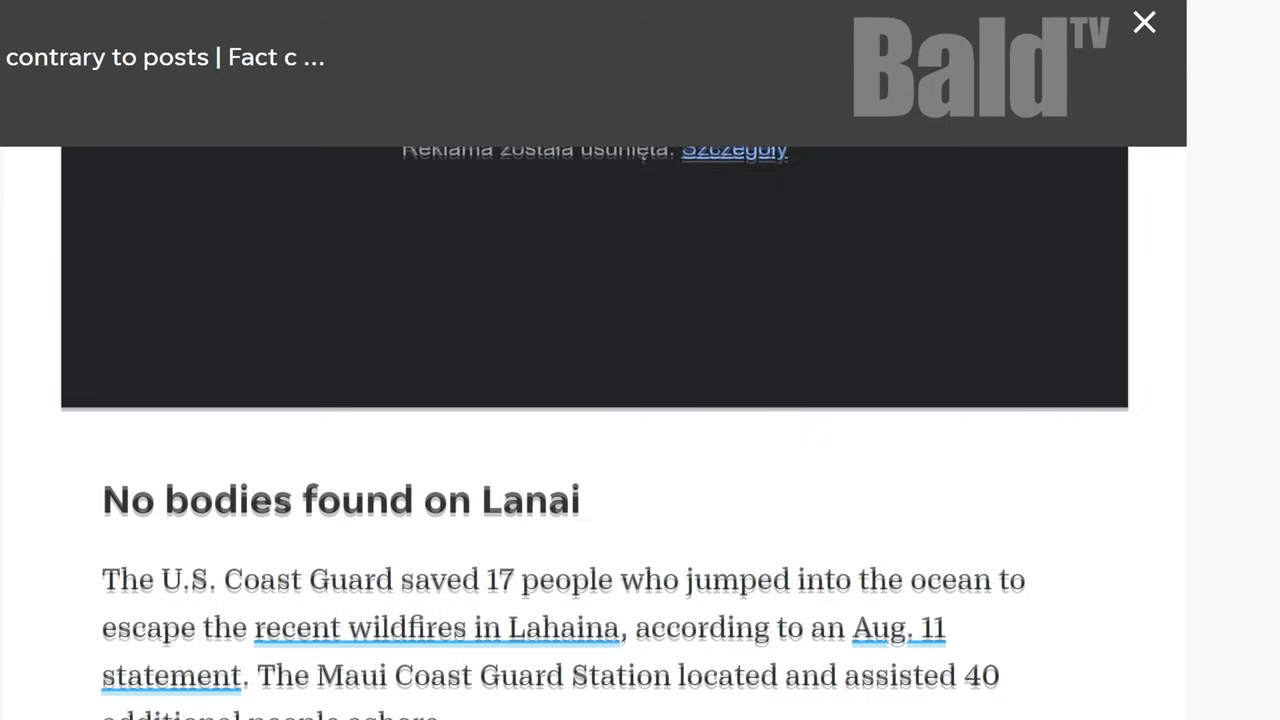 Bald TV
contrary to posts | Fact c ...
Reklama została usunięta. Szczegóły
No bodies found on Lanai
The U.S. Coast Guard saved 17 people who jumped into the ocean to
escape the recent wildfires in Lahaina, according to an Aug. 11
statement. The Maui Coast Guard Station located and assisted 40
additional people ashore.